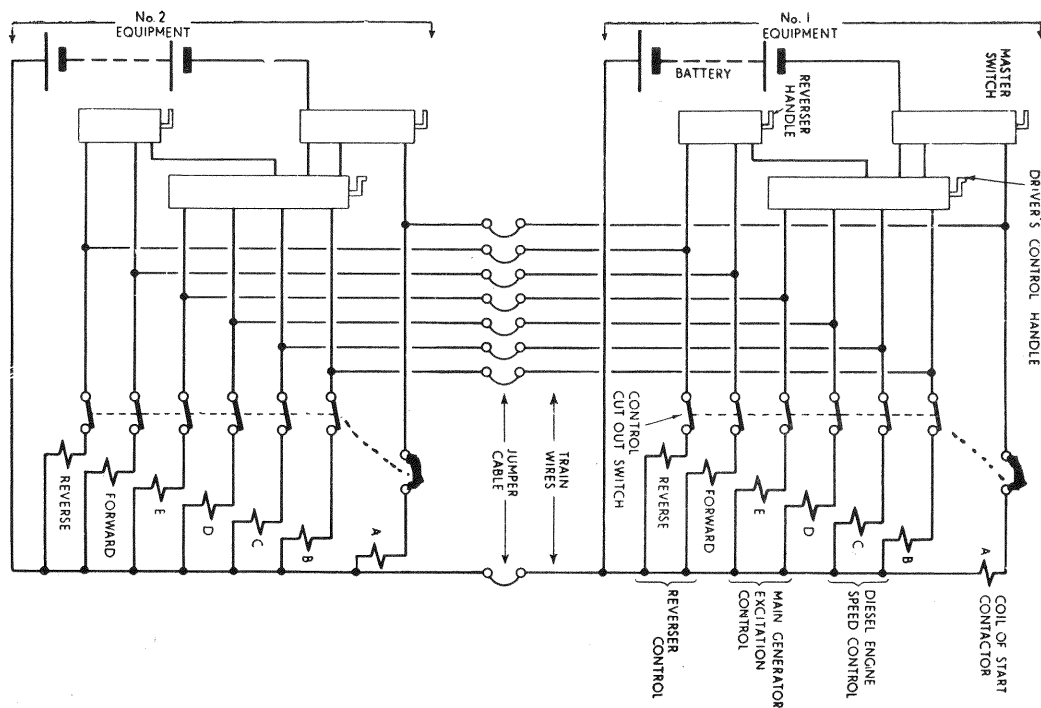 No. 2
EQUIPMENT
No. 1
EQUIPMENT
BATTERY
REVERSER
HANDLE
MASTER
SWITCH
DRIVER'S CONTROL HANDLE
CONTROL
CUT OUT SWITCH
JUMPER
CABLE
TRAIN
WIRES
REVERSE
FORWARD
E
D
C
B
A
REVERSE
FORWARD
E
D
C
B
A
REVERSER
CONTROL
MAIN GENERATOR
EXCITATION
CONTROL
DIESEL ENGINE
SPEED CONTROL
COIL OF START
CONTACTOR